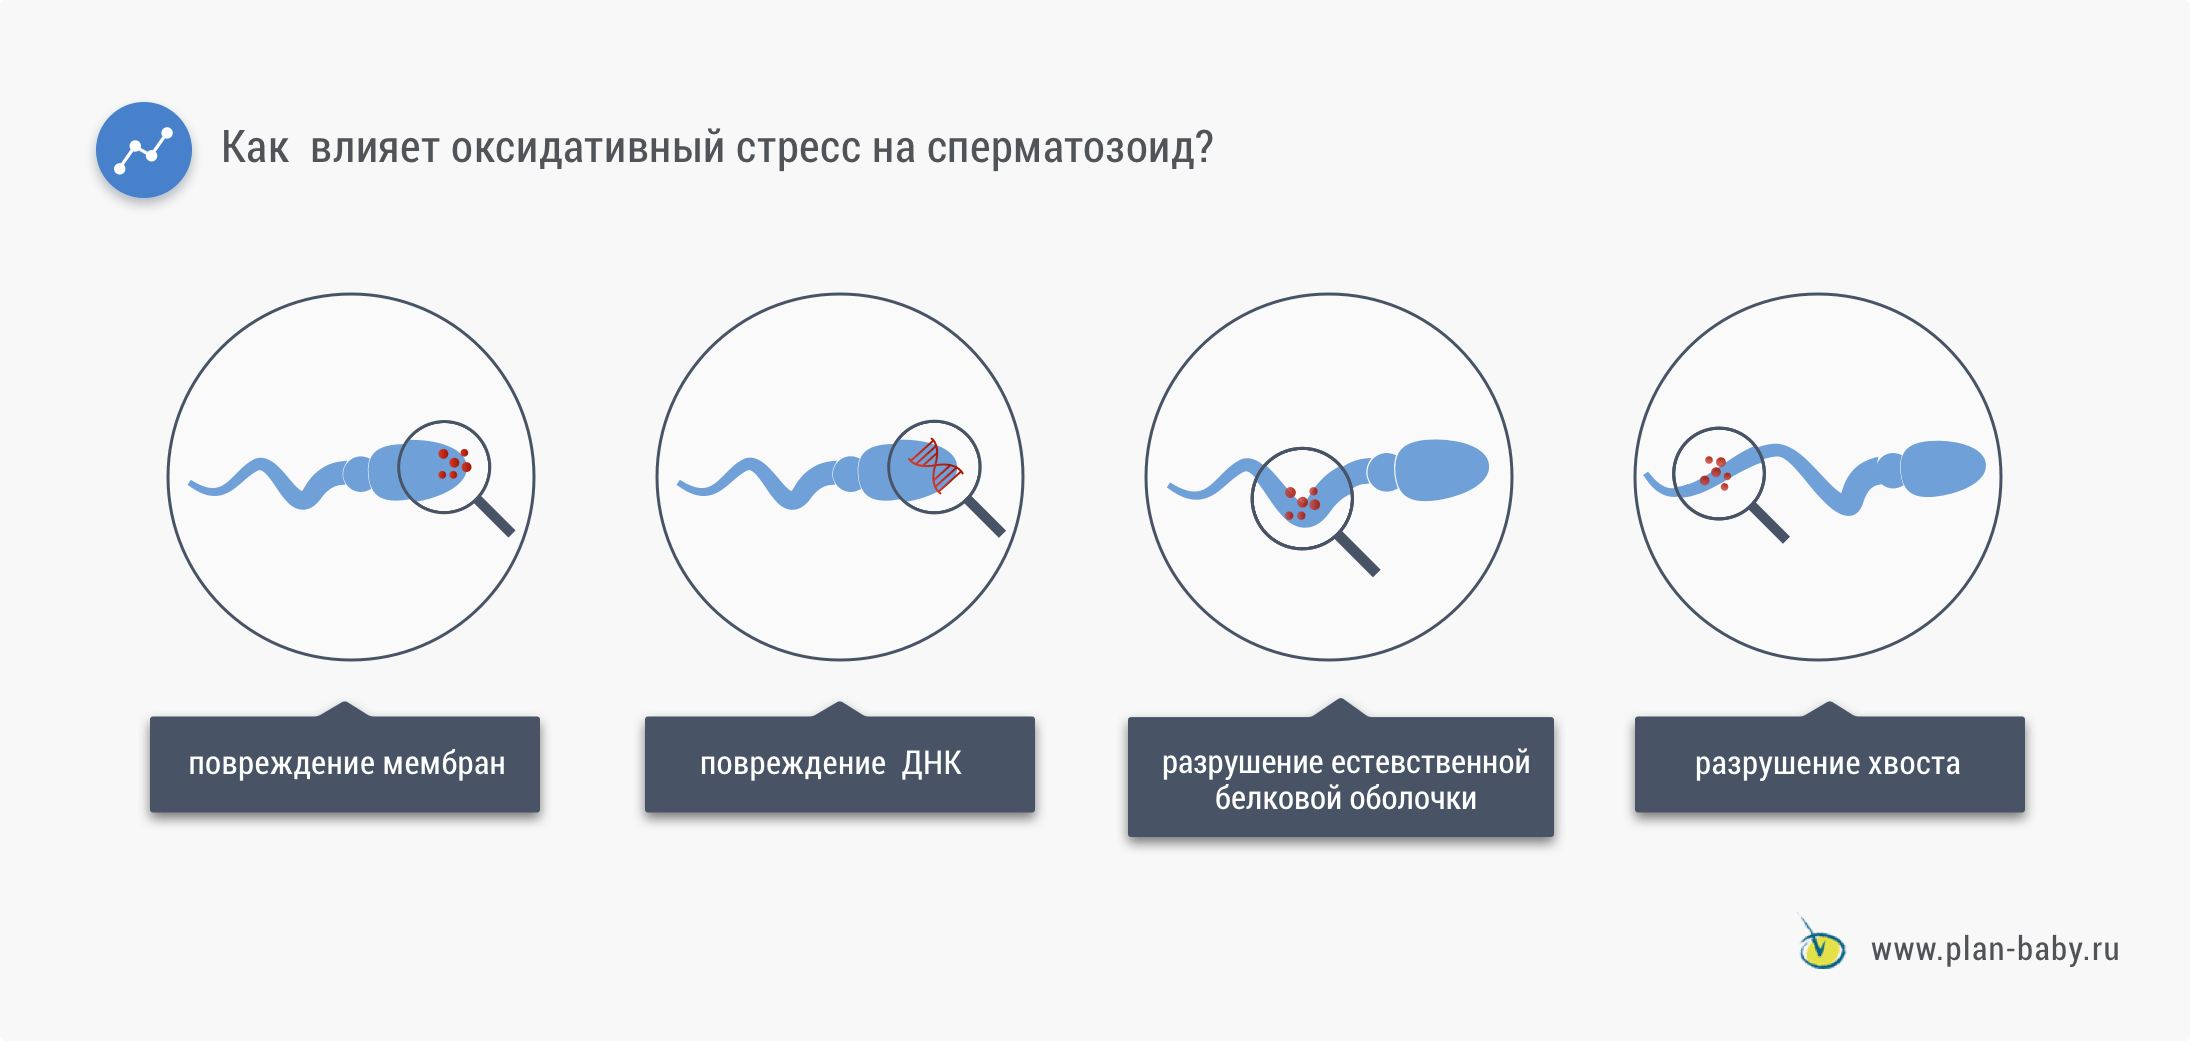 Как влияет оксидативный стресс на сперматозоид?
повреждение мембран
повреждение ДНК
разрушение естевственной
белковой оболочки
разрушение хвоста
www.plan-baby.ru